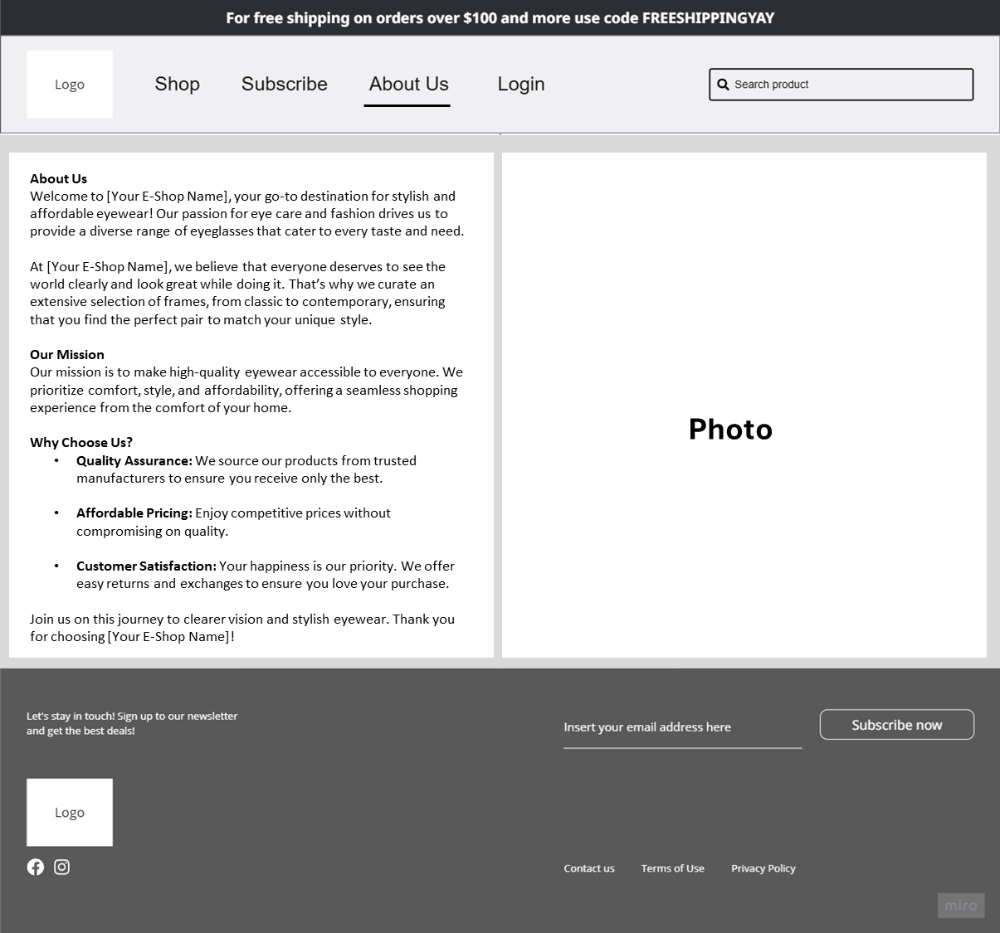 For free shipping on orders over $100 and more use code FREESHIPPINGYAY
Logo
Shop
Subscribe
About Us
Login
Search product
About Us
Welcome to [Your E-Shop Name], your go-to destination for stylish and
affordable eyewear! Our passion for eye care and fashion drives us to
provide a diverse range of eyeglasses that cater to every taste and need.
At [Your E-Shop Name], we believe that everyone deserves to see the
world clearly and look great while doing it. That’s why we curate an
extensive selection of frames, from classic to contemporary, ensuring
that you find the perfect pair to match your unique style.
Our Mission
Our mission is to make high-quality eyewear accessible to everyone. We
prioritize comfort, style, and affordability, offering a seamless shopping
experience from the comfort of your home.
Why Choose Us?
• Quality Assurance: We source our products from trusted
manufacturers to ensure you receive only the best.
• Affordable Pricing: Enjoy competitive prices without
compromising on quality.
• Customer Satisfaction: Your happiness is our priority. We offer
easy returns and exchanges to ensure you love your purchase.
Join us on this journey to clearer vision and stylish eyewear. Thank you
for choosing [Your E-Shop Name]!
Photo
Let's stay in touch! Sign up to our newsletter
and get the best deals!
Insert your email address here
Subscribe now
Logo
Contact us
Terms of Use
Privacy Policy
miro